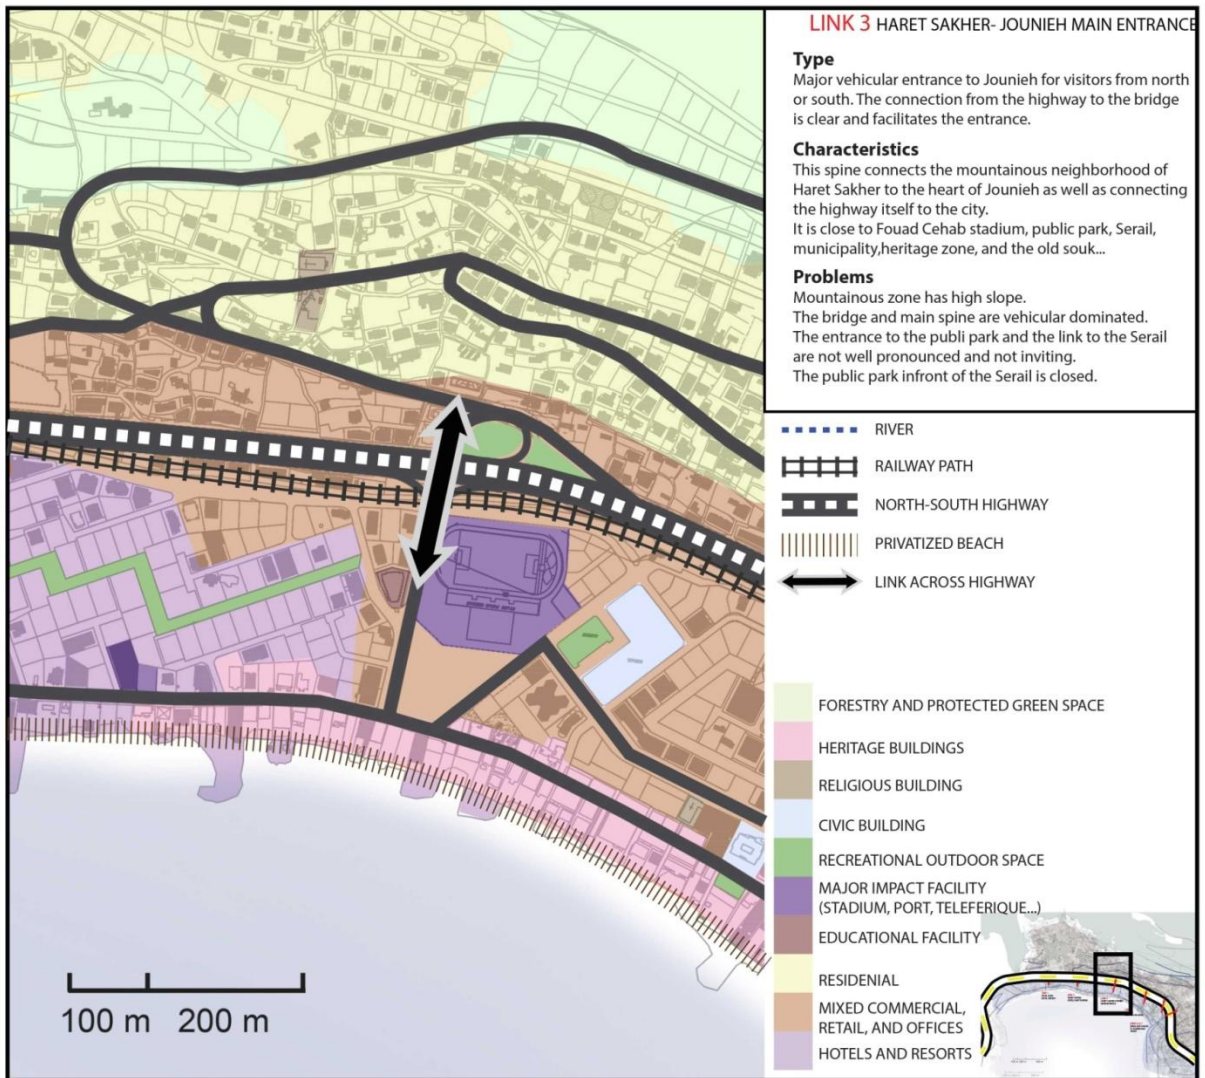 LINK 3 HARET SAKHER- JOUNIEH MAIN ENTRANCE
Type
Major vehicular entrance to Jounieh for visitors from north
or south. The connection from the highway to the bridge
is clear and facilitates the entrance.
Characteristics
This spine connects the mountainous neighborhood of
Haret Sakher to the heart of Jounieh as well as connecting
the highway itself to the city.
It is close to Fouad Cehab stadium, public park, Serail,
municipality,heritage zone, and the old souk...
Problems
Mountainous zone has high slope.
The bridge and main spine are vehicular dominated.
The entrance to the publi park and the link to the Serail
are not well pronounced and not inviting.
The public park infront of the Serail is closed.
RIVER
RAILWAY PATH
NORTH-SOUTH HIGHWAY
PRIVATIZED BEACH
LINK ACROSS HIGHWAY
FORESTRY AND PROTECTED GREEN SPACE
HERITAGE BUILDINGS
RELIGIOUS BUILDING
CIVIC BUILDING
RECREATIONAL OUTDOOR SPACE
MAJOR IMPACT FACILITY
(STADIUM, PORT, TELEFERIQUE...)
EDUCATIONAL FACILITY
RESIDENIAL
MIXED COMMERCIAL,
RETAIL, AND OFFICES
HOTELS AND RESORTS
100 m 200 m